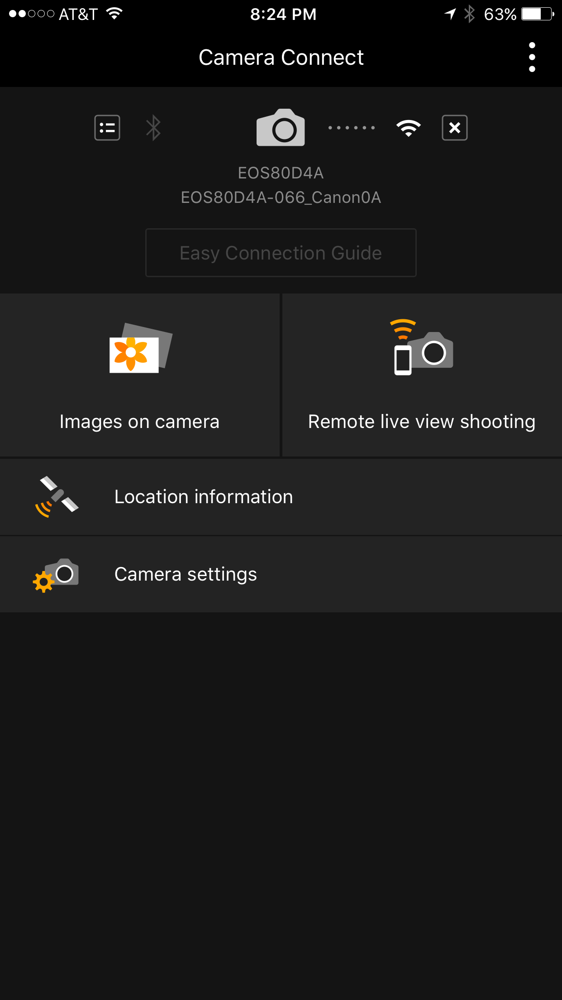 AT&T 8:24 PM 63%
Camera Connect
EOS80D4A
EOS80D4A-066_Canon0A
Easy Connection Guide
Images on camera
Remote live view shooting
Location information
Camera settings